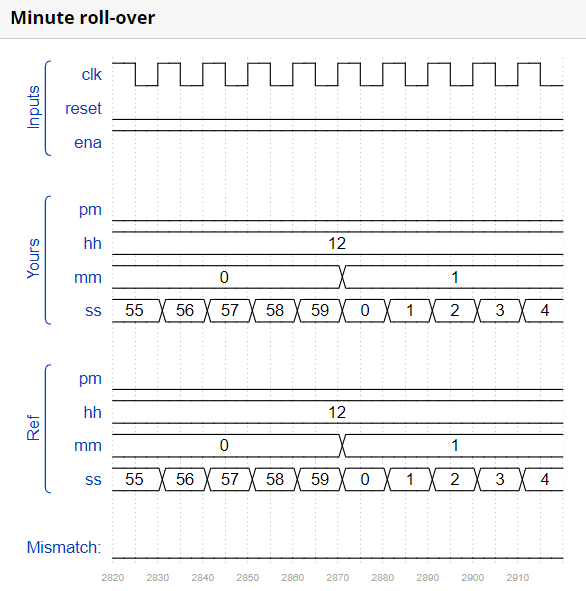 Minute roll-over
Inputs
clk
reset
ena
Yours
pm
hh 12
mm 0 1
ss 55 56 57 58 59 0 1 2 3 4
Ref
pm
hh 12
mm 0 1
ss 55 56 57 58 59 0 1 2 3 4
Mismatch:
2820 2830 2840 2850 2860 2870 2880 2890 2900 2910